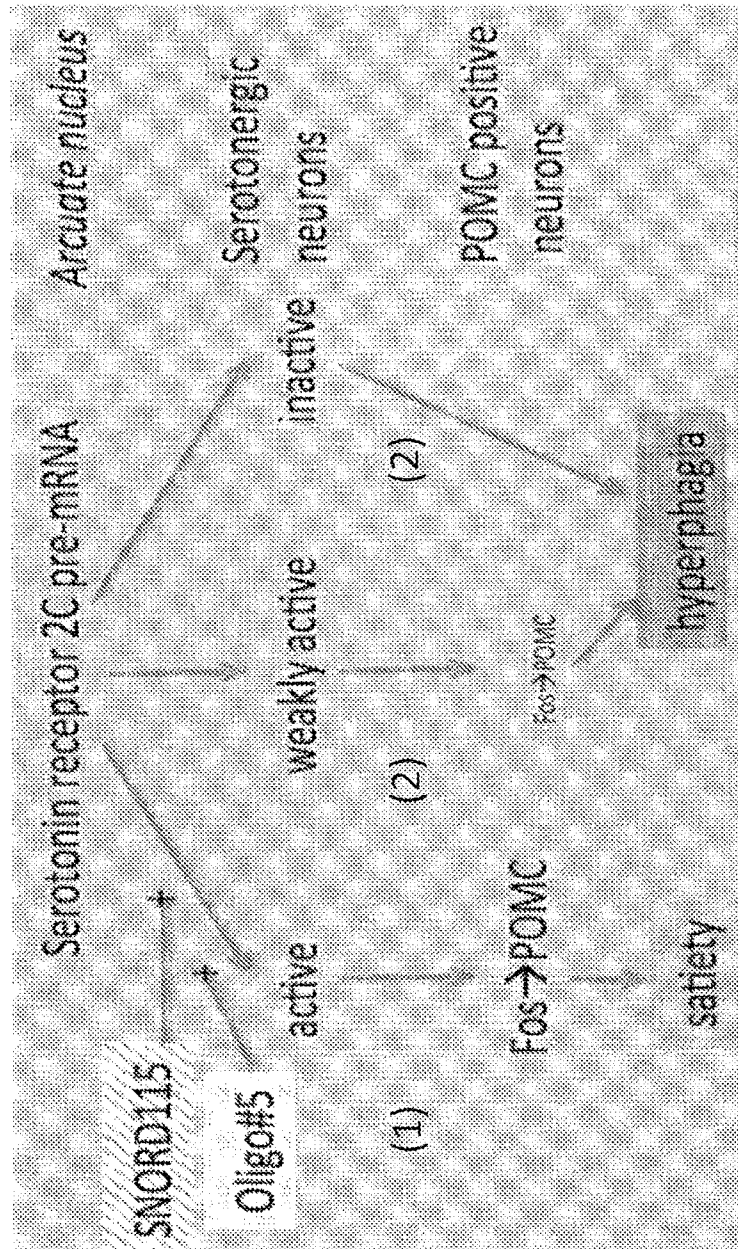 Serotonin receptor 2C pre-mRNA
Arcuate nucleus
SNORD115
+
Oligo#5
+
active
weakly active
inactive
Serotonergic
neurons
(1)
(2)
(2)
Fos→POMC
Fos→POMC
POMC positive
neurons
satiety
hyperphagia